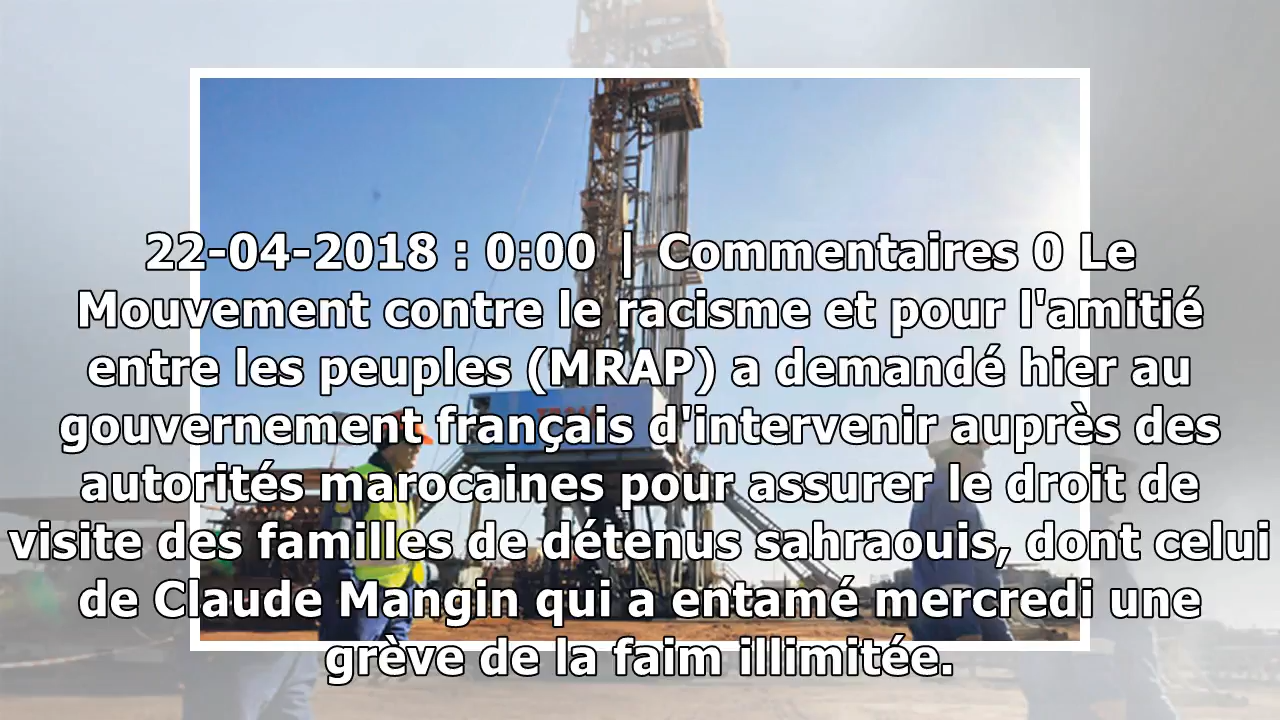 22-04-2018 : 0:00 | Commentaires 0 Le
Mouvement contre le racisme et pour l'amitié
entre les peuples (MRAP) a demandé hier au
gouvernement français d'intervenir auprès des
autorités marocaines pour assurer le droit de
visite des familles de détenus sahraouis, dont celui
de Claude Mangin qui a entamé mercredi une
grève de la faim illimitée.